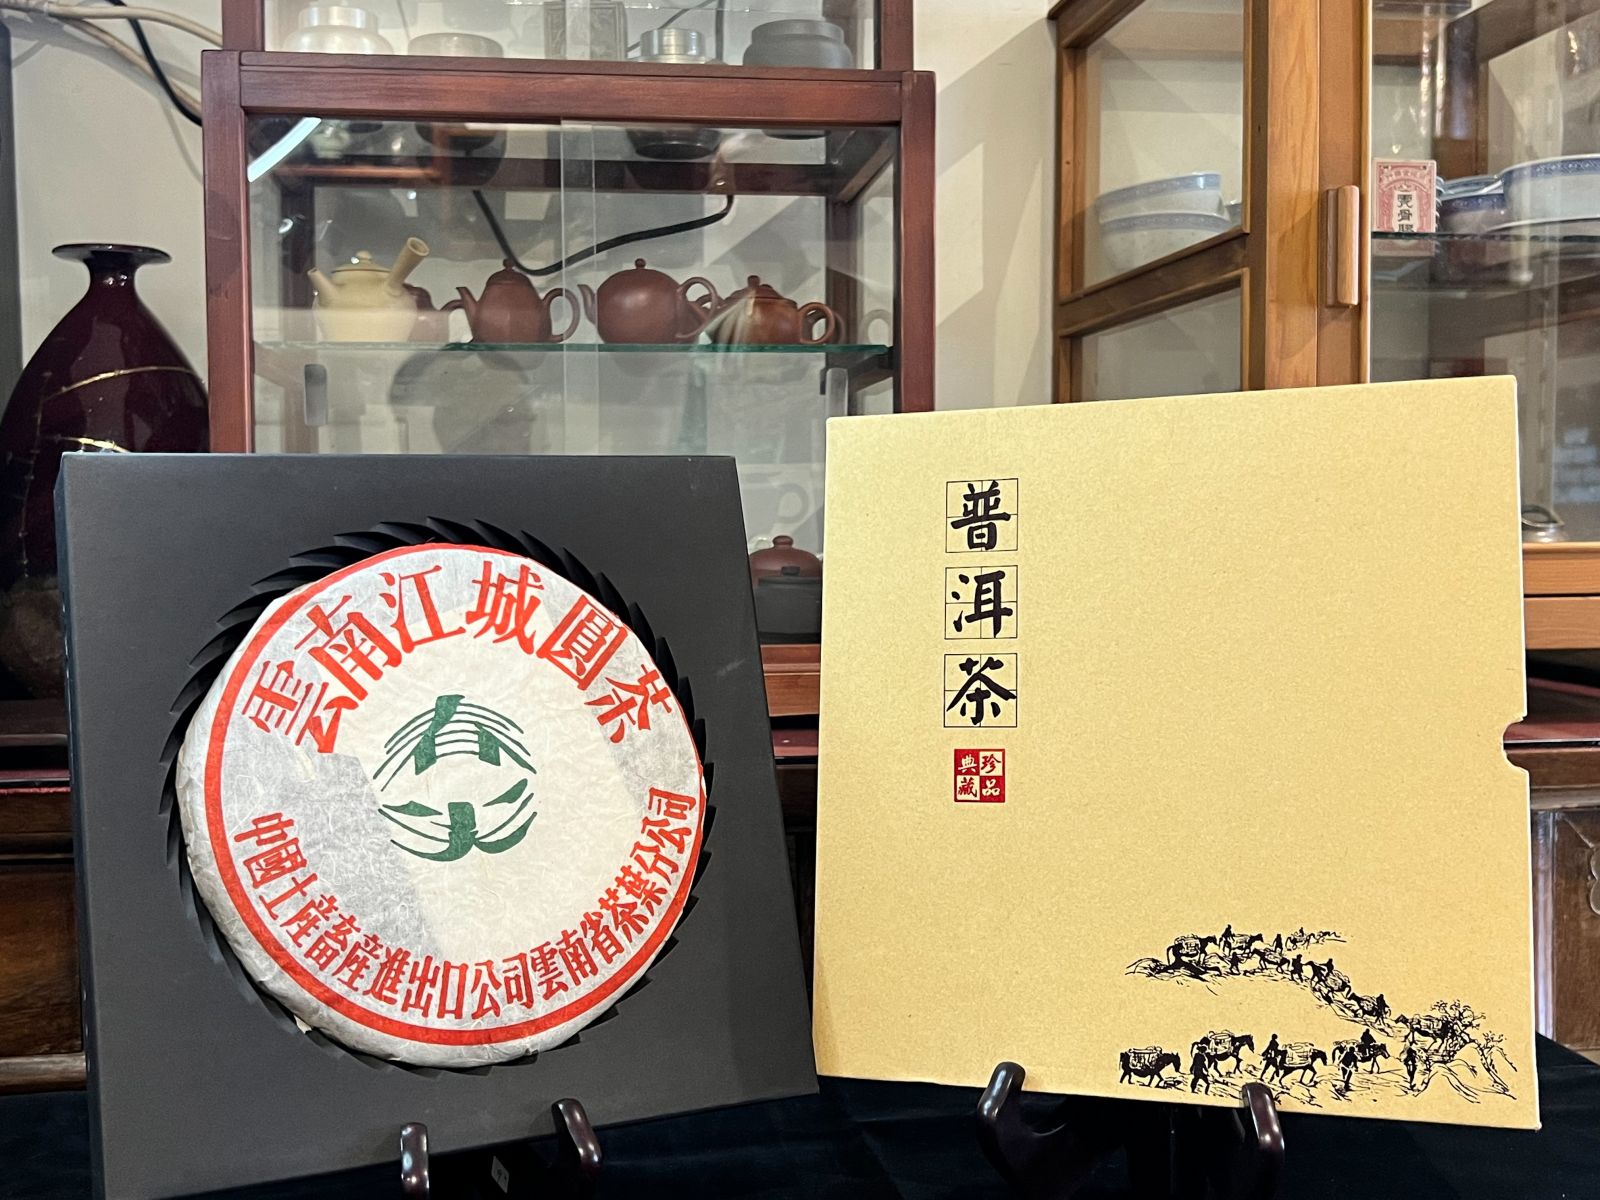 雲南江城圓茶
中國土產畜產進出口公司雲南省茶葉分公司
普洱茶
珍品
典藏